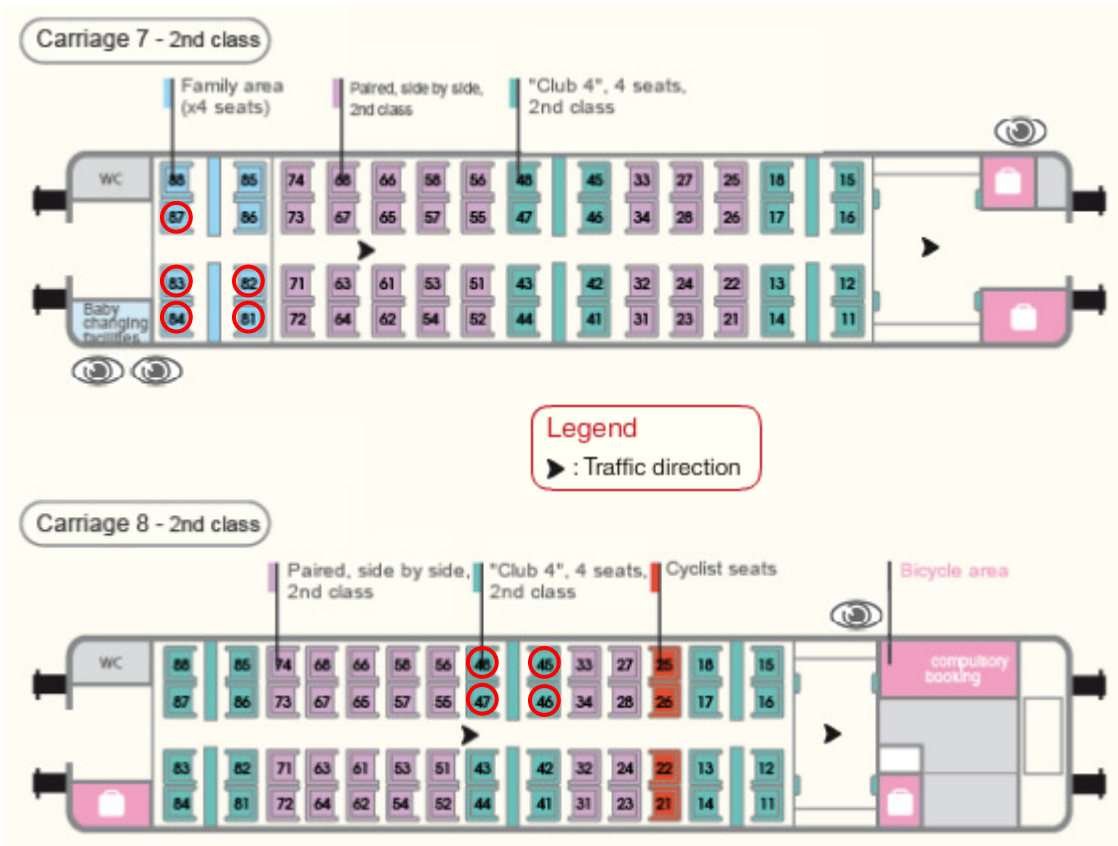 Carriage 7 - 2nd class
Family area
(x4 seats)
Paired, side by side,
2nd class
"Club 4", 4 seats,
2nd class
WC
88 85 74 68 66 58 56 48 45 33 27 25 18 15
87 86 73 67 65 57 55 47 46 34 28 26 17 16
83 82 71 63 61 53 51 43 42 32 24 22 13 12
84 81 72 64 62 54 52 44 41 31 23 21 14 11
Baby
changing
facilities
Legend
: Traffic direction
Carriage 8 - 2nd class
Paired, side by side,
2nd class
"Club 4", 4 seats,
2nd class
Cyclist seats
Bicycle area
WC
88 85 74 68 66 58 56 48 45 33 27 25 18 15
compulsory
booking
87 86 73 67 65 57 55 47 46 34 28 26 17 16
83 82 71 63 61 53 51 43 42 32 24 22 13 12
84 81 72 64 62 54 52 44 41 31 23 21 14 11